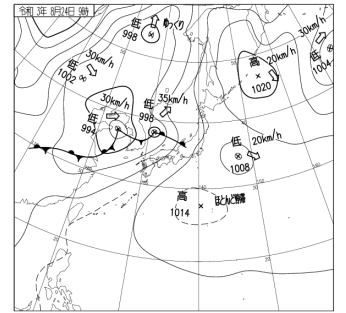 令和 3年 8月24日 9時
低 ゆっくり
998
30km/h
低
1002
高 20km/h
1020
30km/h
低
1004
30km/h
低
994
35km/h
低
998
低 20km/h
1008
高 ほとんど停滞
1014